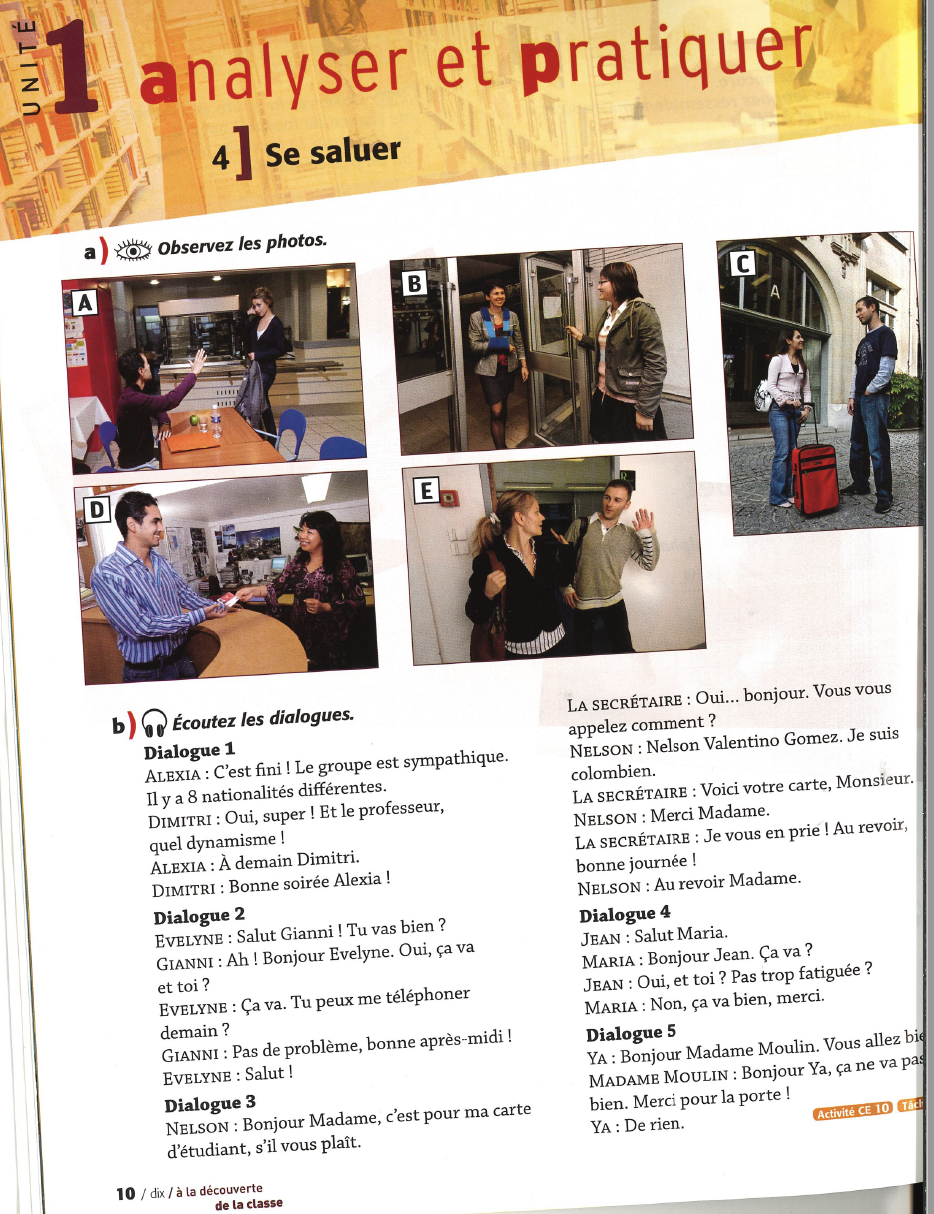 UNITÉ
1 analyser et pratiquer
4] Se saluer
a) Observez les photos.
A
B
C
A
D
E
b) Écoutez les dialogues.
Dialogue 1
ALEXIA : C'est fini ! Le groupe est sympathique.
Il y a 8 nationalités différentes.
DIMITRI : Oui, super ! Et le professeur,
quel dynamisme !
ALEXIA : À demain Dimitri.
DIMITRI : Bonne soirée Alexia !
Dialogue 2
EVELYNE : Salut Gianni ! Tu vas bien ?
GIANNI : Ah ! Bonjour Evelyne. Oui, ça va
et toi ?
EVELYNE : Ça va. Tu peux me téléphoner
demain ?
GIANNI : Pas de problème, bonne après-midi !
EVELYNE : Salut !
Dialogue 3
NELSON : Bonjour Madame, c'est pour ma carte
d'étudiant, s'il vous plaît.
LA SECRÉTAIRE : Oui... bonjour. Vous vous
appelez comment ?
NELSON : Nelson Valentino Gomez. Je suis
colombien.
LA SECRÉTAIRE : Voici votre carte, Monsieur.
NELSON : Merci Madame.
LA SECRÉTAIRE : Je vous en prie ! Au revoir,
bonne journée !
NELSON : Au revoir Madame.
Dialogue 4
JEAN : Salut Maria.
MARIA : Bonjour Jean. Ça va ?
JEAN : Oui, et toi ? Pas trop fatiguée ?
MARIA : Non, ça va bien, merci.
Dialogue 5
YA : Bonjour Madame Moulin. Vous allez bie
MADAME MOULIN : Bonjour Ya, ça ne va pas
bien. Merci pour la porte !
YA : De rien.
Activité CE 10 Tâch
10 / dix / à la découverte
de la classe